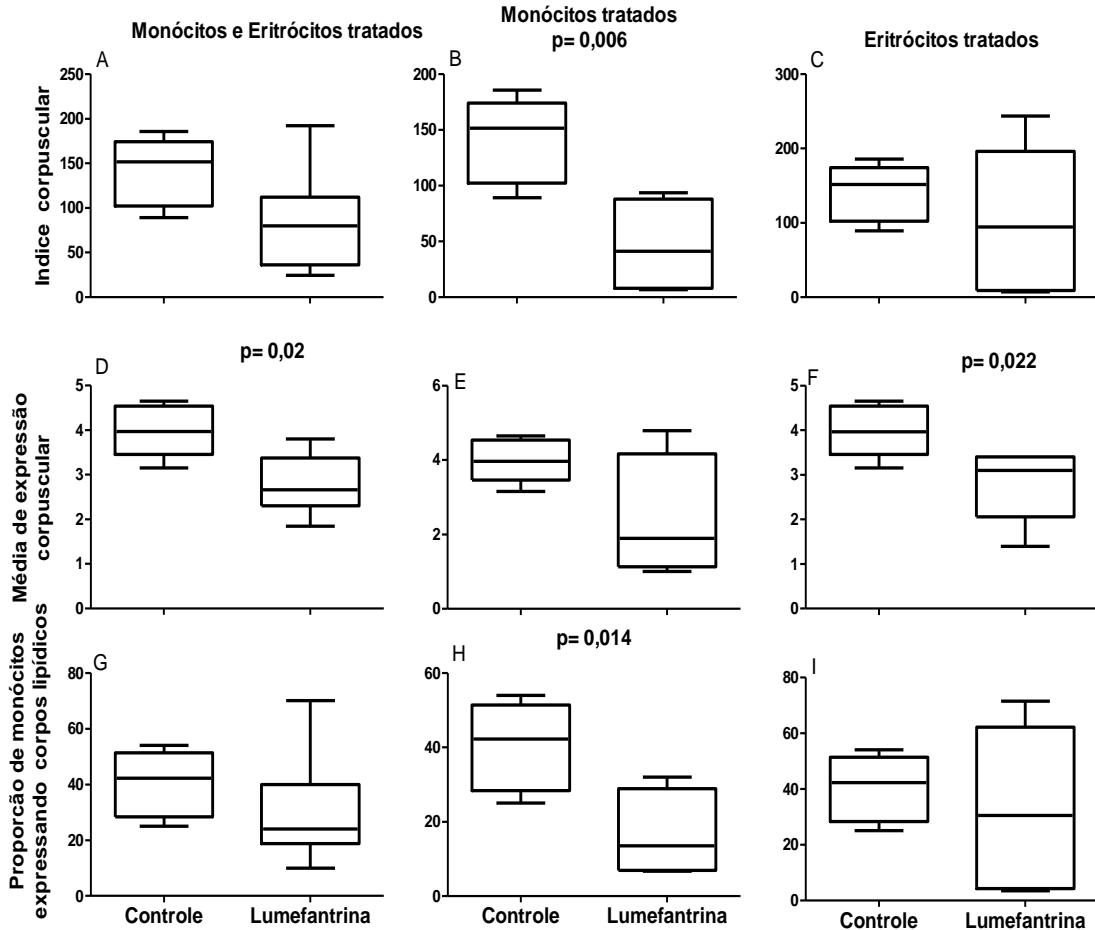 Monócitos e Eritrócitos tratados
Monócitos tratados
p= 0,006
Eritrócitos tratados
A
B
C
Indice corpuscular
250
200
150
100
50
0
200
150
100
50
0
300
200
100
0
p= 0,02
p= 0,022
D
E
F
Média de expressão
corpuscular
5
4
3
2
1
0
6
4
2
0
5
4
3
2
1
0
p= 0,014
G
H
I
Proporcão de monócitos
expressando corpos lipídicos
80
60
40
20
0
60
40
20
0
80
60
40
20
0
Controle Lumefantrina
Controle Lumefantrina
Controle Lumefantrina